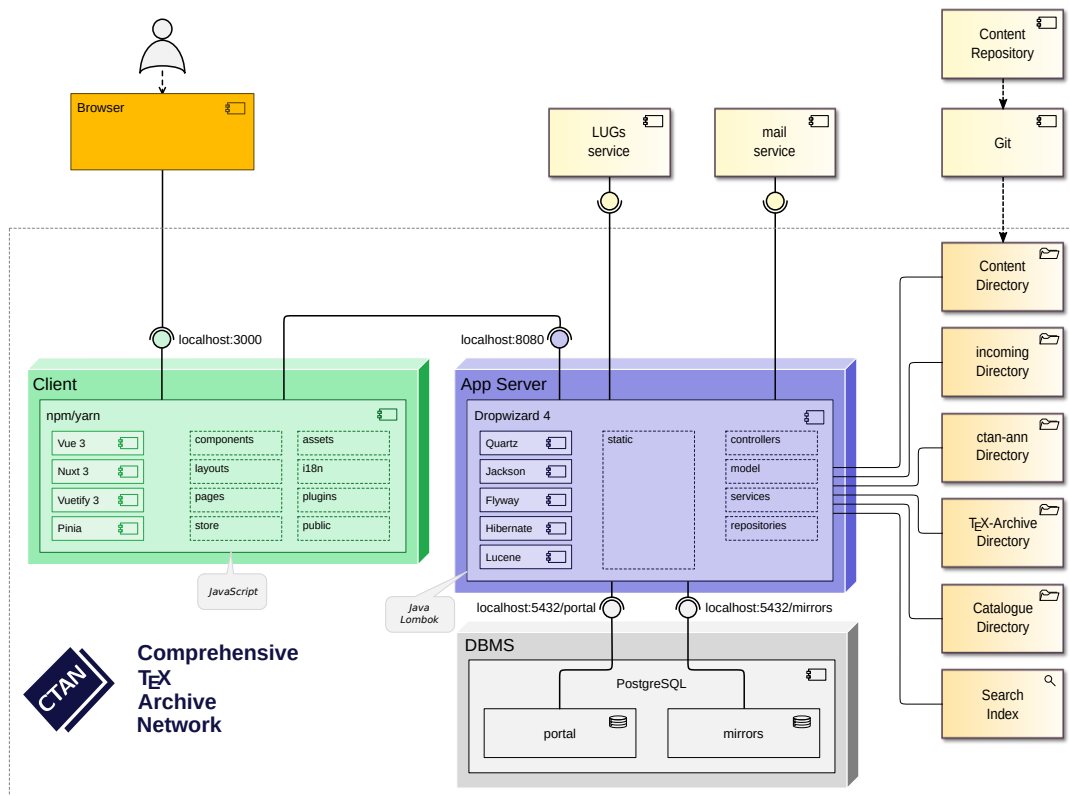 Content
Repository
Browser
LUGs
service
mail
service
Git
Content
Directory
localhost:3000
localhost:8080
incoming
Directory
Client
npm/yarn
Vue 3
Nuxt 3
Vuetify 3
Pinia
components
layouts
pages
store
assets
i18n
plugins
public
JavaScript
App Server
Dropwizard 4
Quartz
Jackson
Flyway
Hibernate
Lucene
static
controllers
model
services
repositories
Java
Lombok
ctan-ann
Directory
TEX-Archive
Directory
Catalogue
Directory
Search
Index
localhost:5432/portal
localhost:5432/mirrors
DBMS
PostgreSQL
portal
mirrors
CTAN
Comprehensive
TEX
Archive
Network